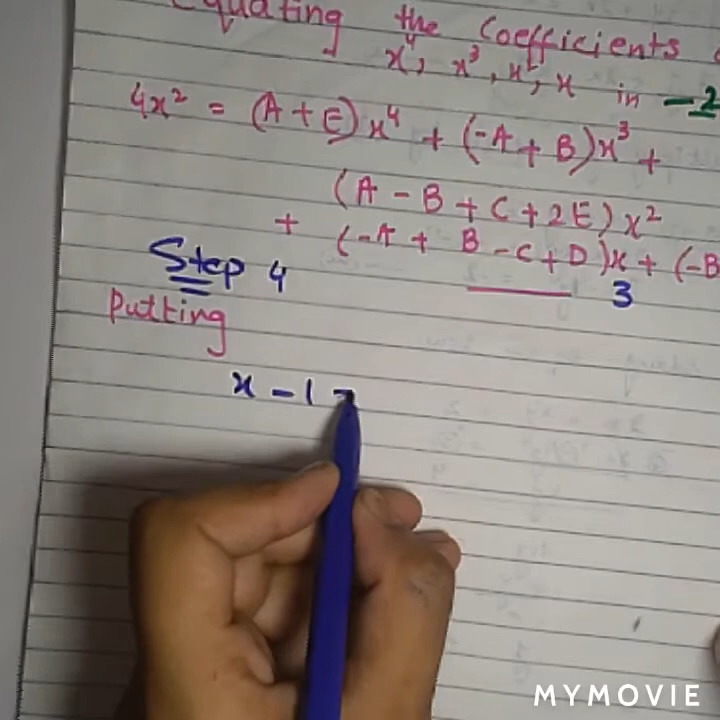 Equating the Coefficients
x⁴, x³, x², x in -2
4x² = (A+E)x⁴ + (-A+B)x³ +
(A-B+C+2E)x²
+ (-A+B-C+D)x + (-B
3
Step 4
Putting
x - 1 =
MYMOVIE